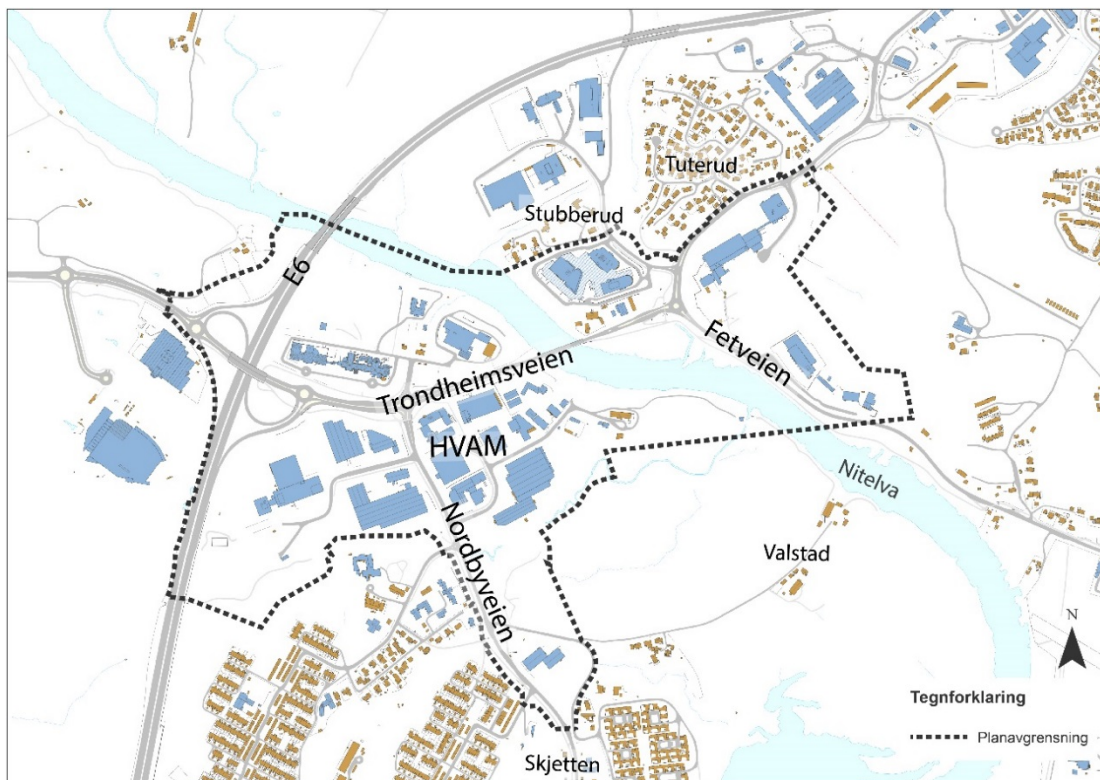 Tuterud
Stubberud
E6
Fetveien
Trondheimsveien
HVAM
Nitelva
Nordbyveien
Valstad
N
Tegnforklaring
Planavgrensning
Skjetten